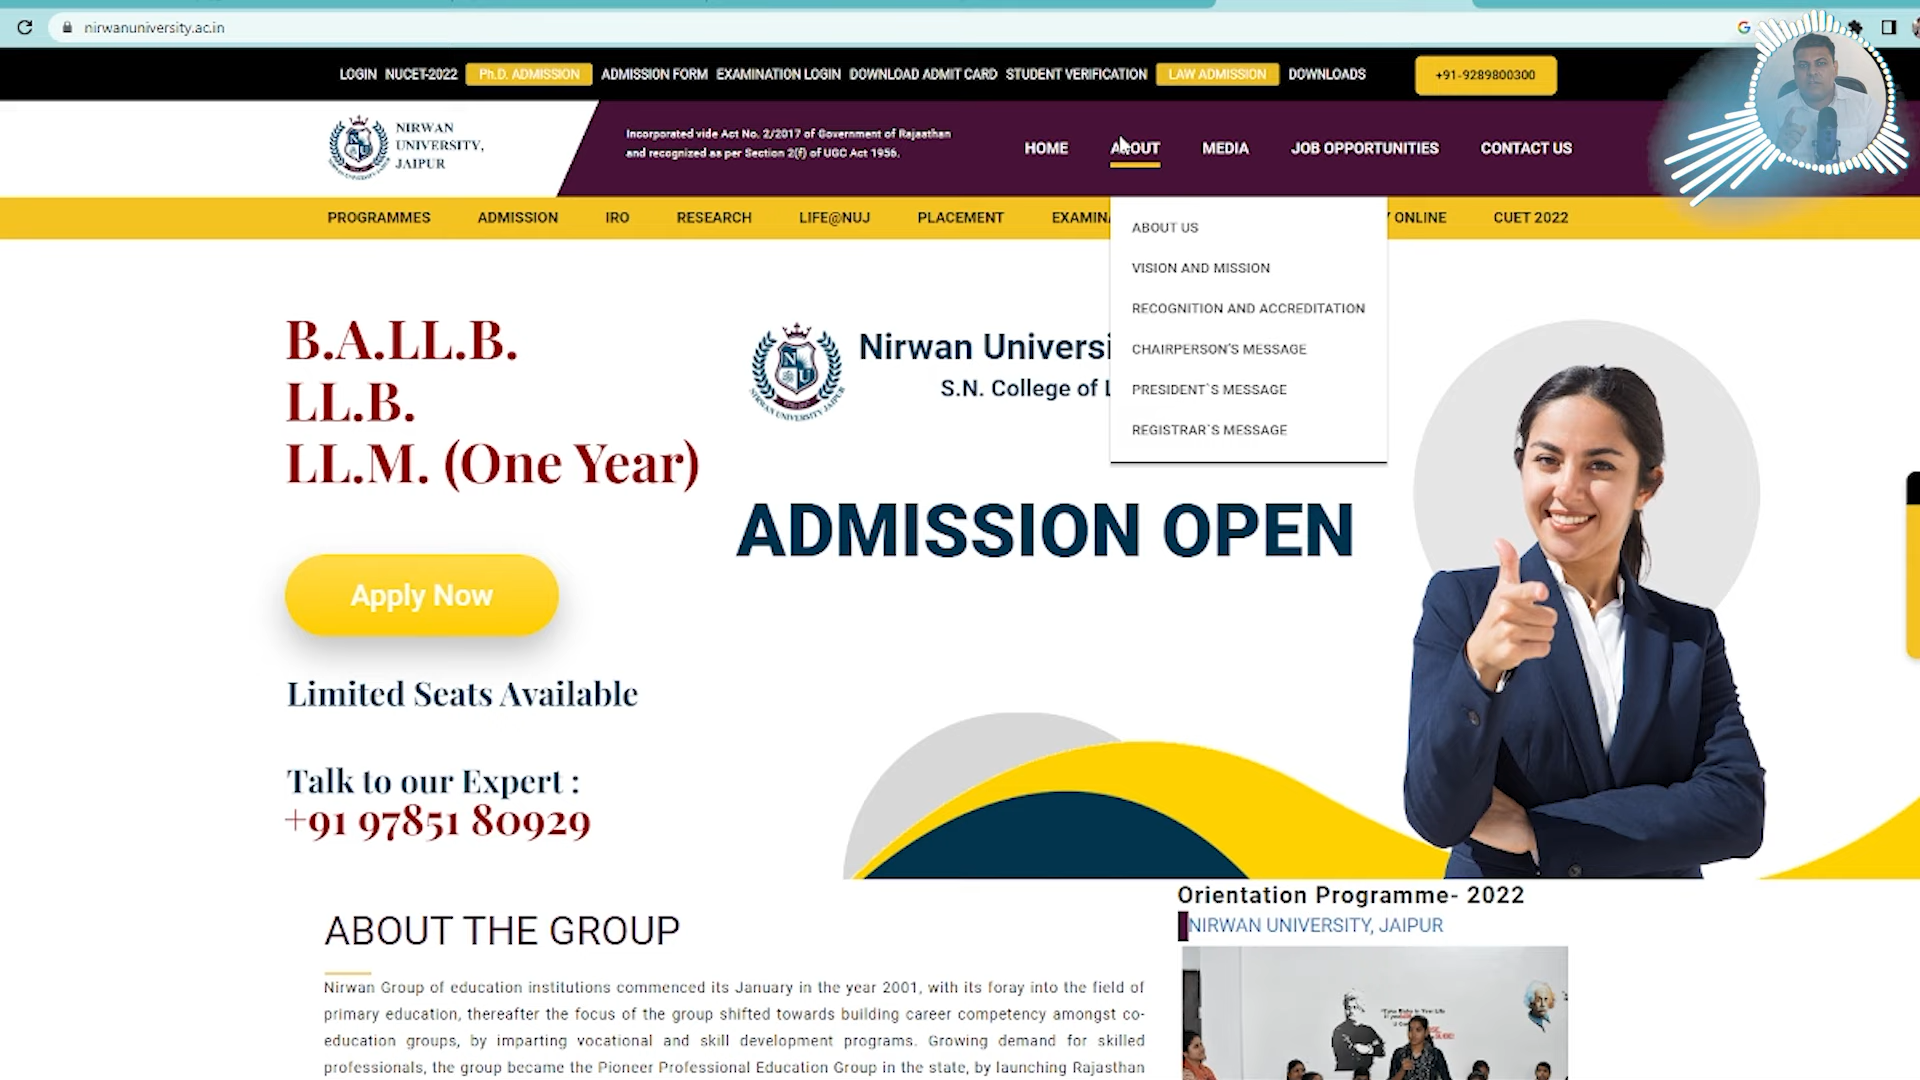 nirwanuniversity.ac.in
LOGIN NUCET-2022 Ph.D. ADMISSION ADMISSION FORM EXAMINATION LOGIN DOWNLOAD ADMIT CARD STUDENT VERIFICATION LAW ADMISSION DOWNLOADS +91-9289800300
NIRWAN
UNIVERSITY,
JAIPUR
Incorporated vide Act No. 2/2017 of Government of Rajasthan
and recognized as per Section 2(f) of UGC Act 1956.
HOME ABOUT MEDIA JOB OPPORTUNITIES CONTACT US
PROGRAMMES ADMISSION IRO RESEARCH LIFE@NUJ PLACEMENT EXAMINA Y ONLINE CUET 2022
ABOUT US
VISION AND MISSION
RECOGNITION AND ACCREDITATION
CHAIRPERSON'S MESSAGE
PRESIDENT`S MESSAGE
REGISTRAR`S MESSAGE
B.A.LL.B.
LL.B.
LL.M. (One Year)
Apply Now
Limited Seats Available
Talk to our Expert :
+91 97851 80929
Nirwan Universi
S.N. College of L
ADMISSION OPEN
ABOUT THE GROUP
Nirwan Group of education institutions commenced its January in the year 2001, with its foray into the field of
primary education, thereafter the focus of the group shifted towards building career competency amongst co-
education groups, by imparting vocational and skill development programs. Growing demand for skilled
professionals, the group became the Pioneer Professional Education Group in the state, by launching Rajasthan
Orientation Programme- 2022
NIRWAN UNIVERSITY, JAIPUR